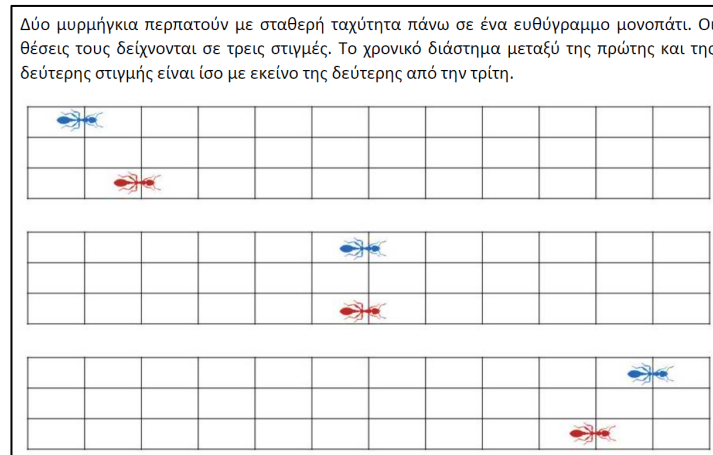 Δύο μυρμήγκια περπατούν με σταθερή ταχύτητα πάνω σε ένα ευθύγραμμο μονοπάτι. Οι
θέσεις τους δείχνονται σε τρεις στιγμές. Το χρονικό διάστημα μεταξύ της πρώτης και της
δεύτερης στιγμής είναι ίσο με εκείνο της δεύτερης από την τρίτη.